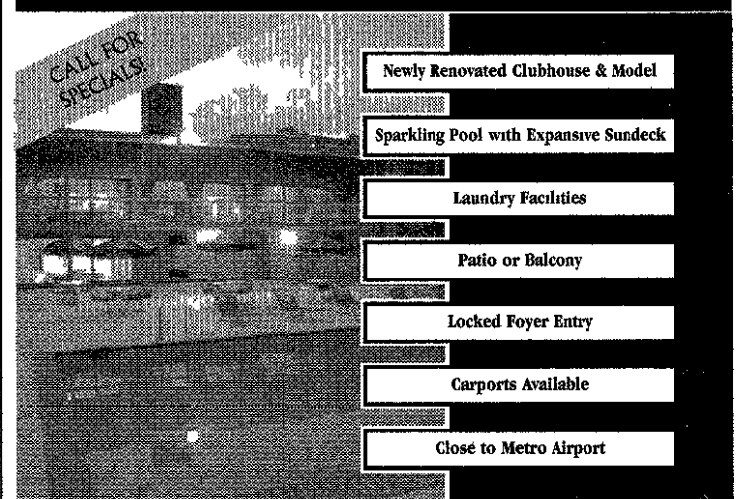 CALL FOR
SPECIALS!
Newly Renovated Clubhouse & Model
Sparkling Pool with Expansive Sundeck
Laundry Facilities
Patio or Balcony
Locked Foyer Entry
Carports Available
Close to Metro Airport